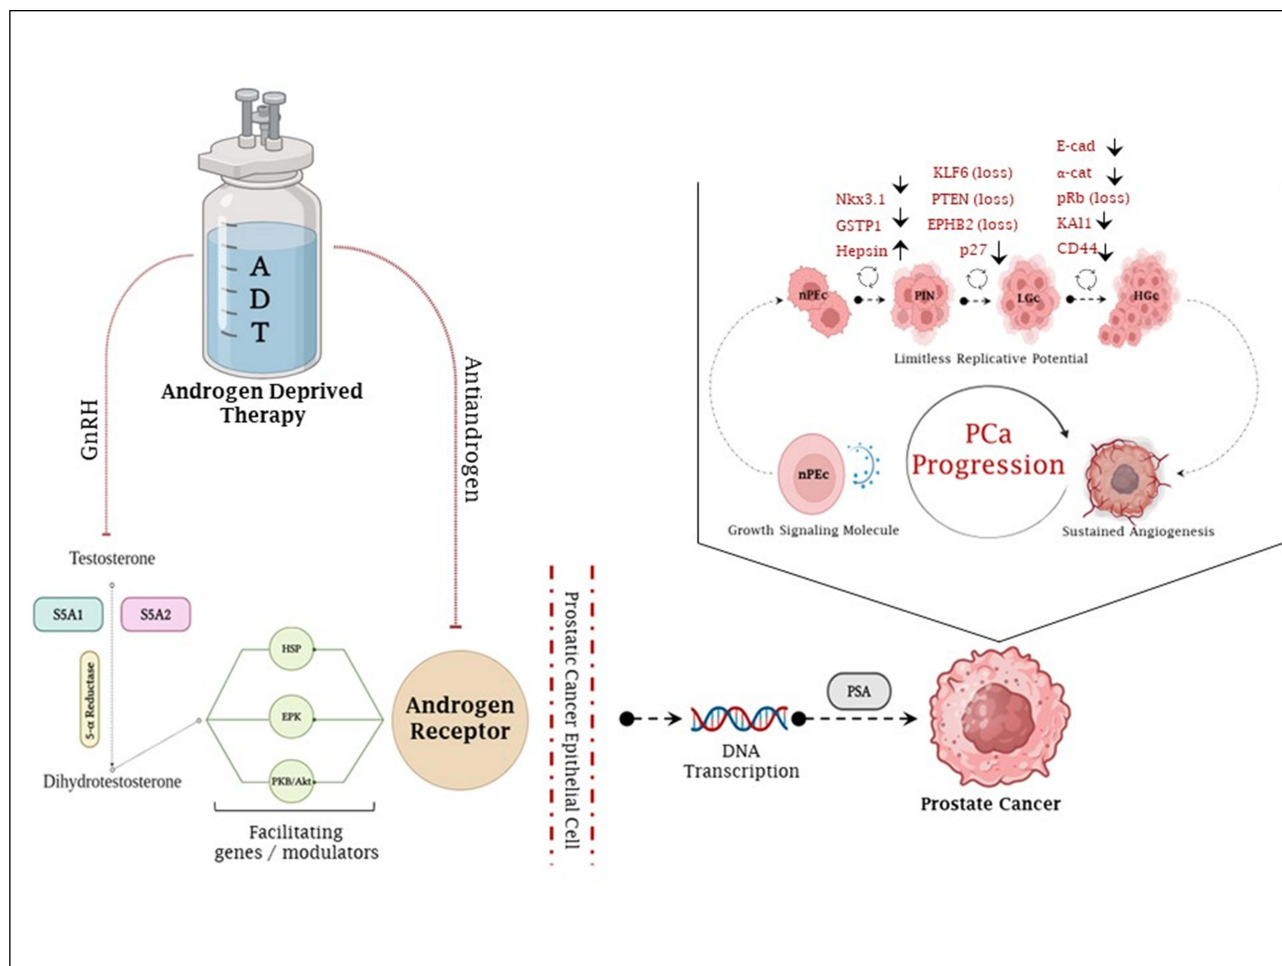 A
D
T
Androgen Deprived
Therapy
GnRH
Antiandrogen
Testosterone
S5A1
S5A2
5-α Reductase
Dihydrotestosterone
HSP
EPK
PKB/Akt
Facilitating
genes / modulators
Androgen
Receptor
Prostatic Cancer Epithelial Cell
DNA
Transcription
PSA
Prostate Cancer
Nkx3.1
GSTP1
Hepsin
KLF6 (loss)
PTEN (loss)
EPHB2 (loss)
p27
E-cad
α-cat
pRb (loss)
KAI1
CD44
nPEc
PIN
LGc
HGc
Limitless Replicative Potential
PCa
Progression
nPEc
Growth Signaling Molecule
Sustained Angiogenesis